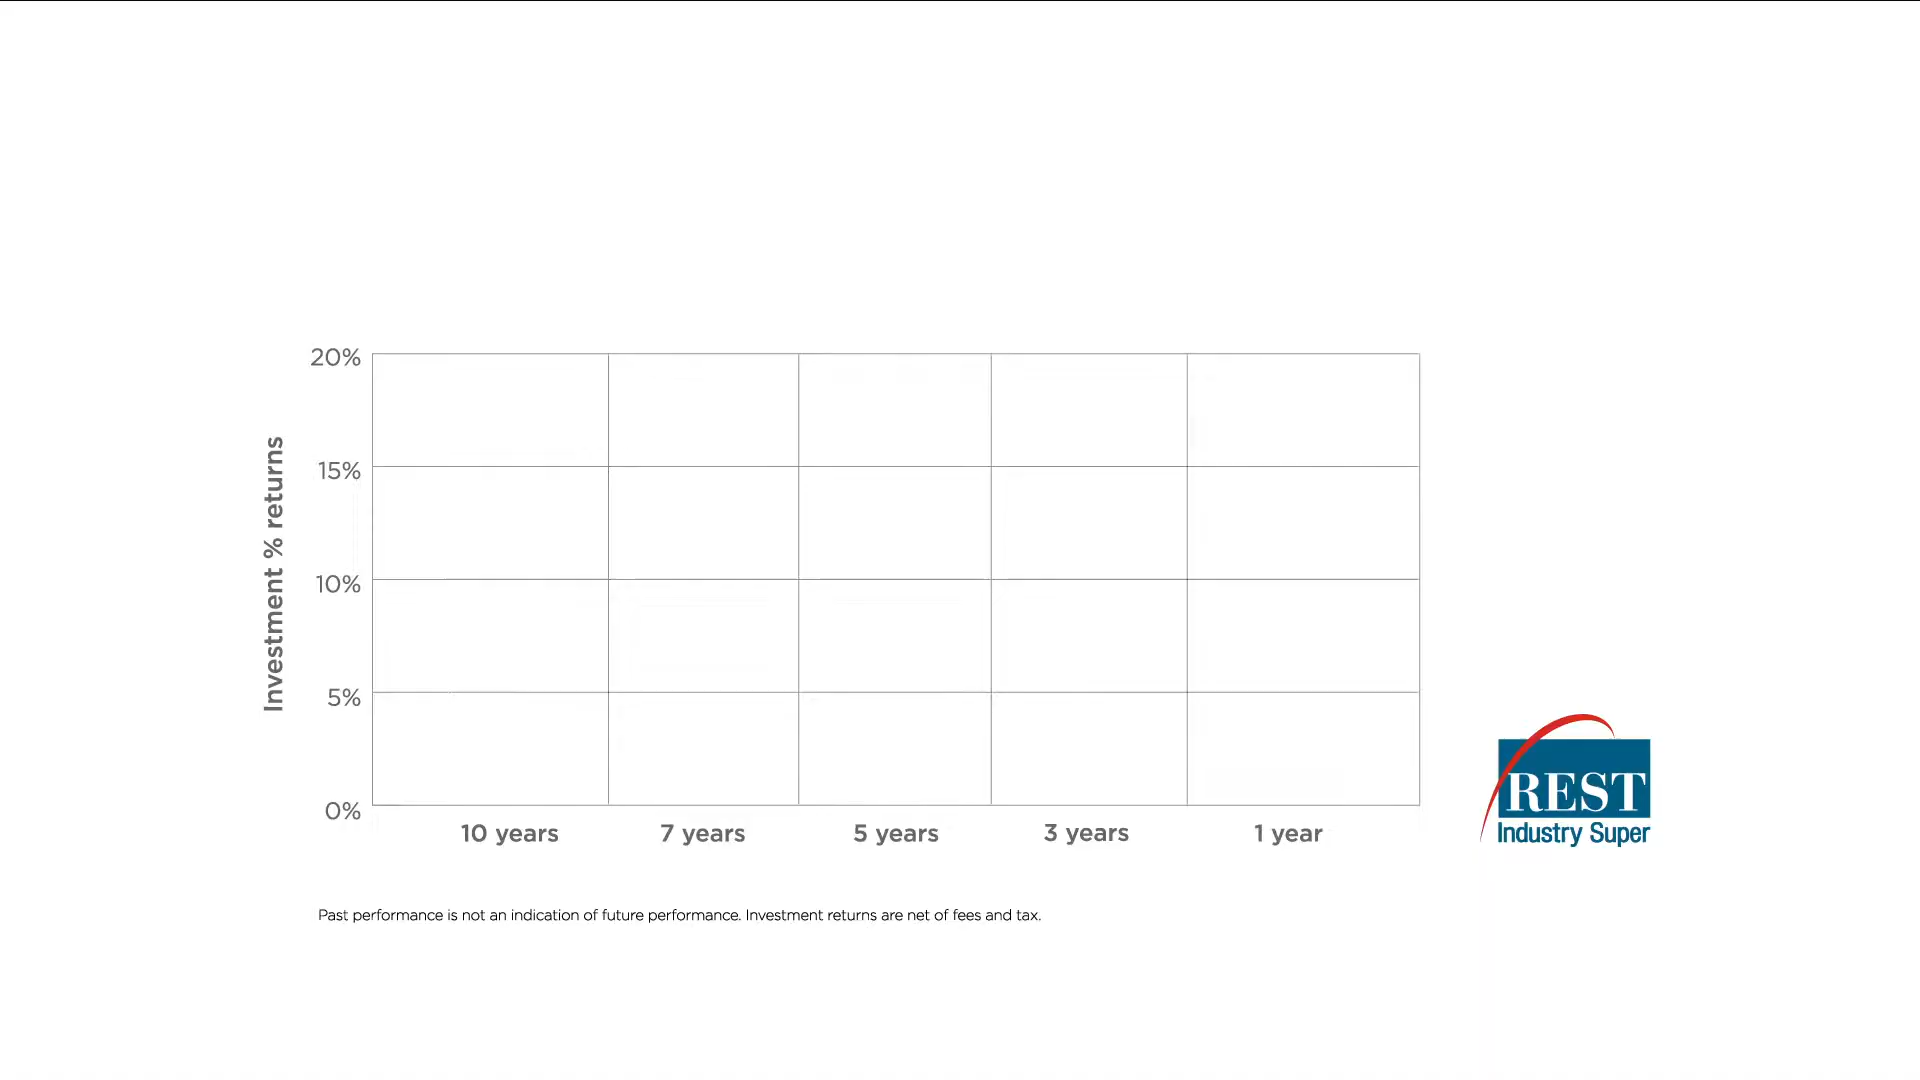 20%
15%
10%
5%
0%
Investment % returns
10 years
7 years
5 years
3 years
1 year
REST
Industry Super
Past performance is not an indication of future performance. Investment returns are net of fees and tax.